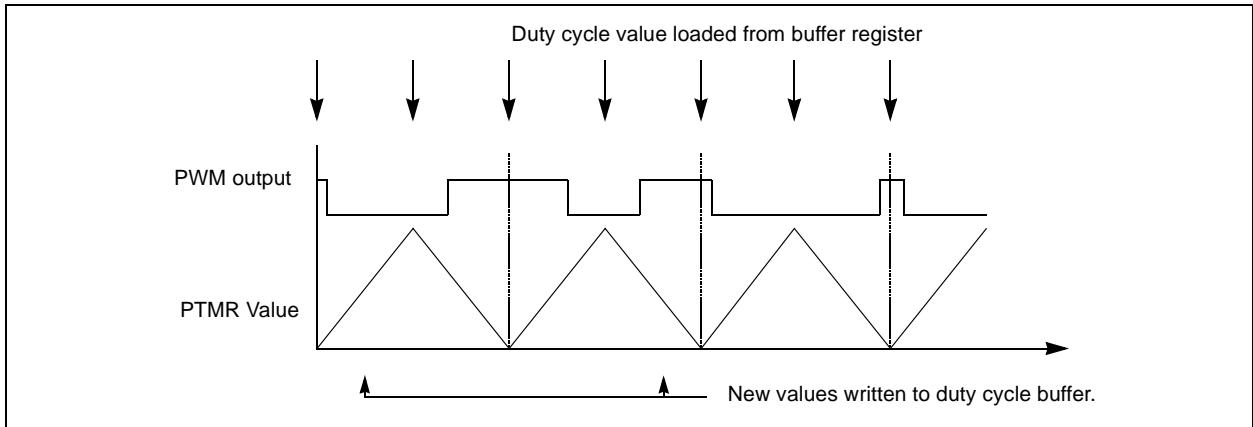 Duty cycle value loaded from buffer register
PWM output
PTMR Value
New values written to duty cycle buffer.